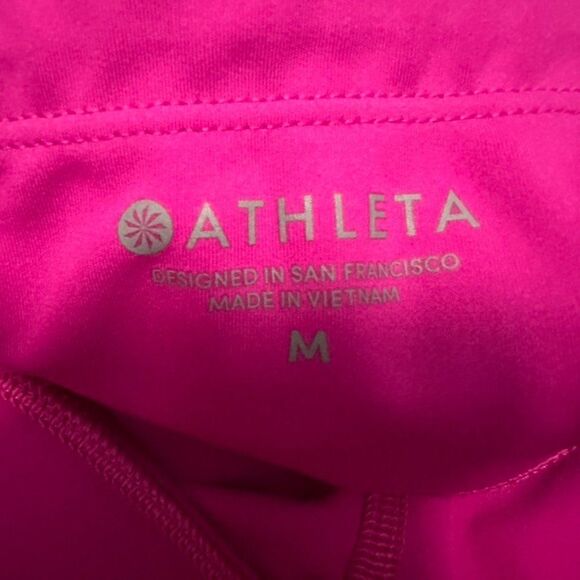 ATHLETA
DESIGNED IN SAN FRANCISCO
MADE IN VIETNAM
M